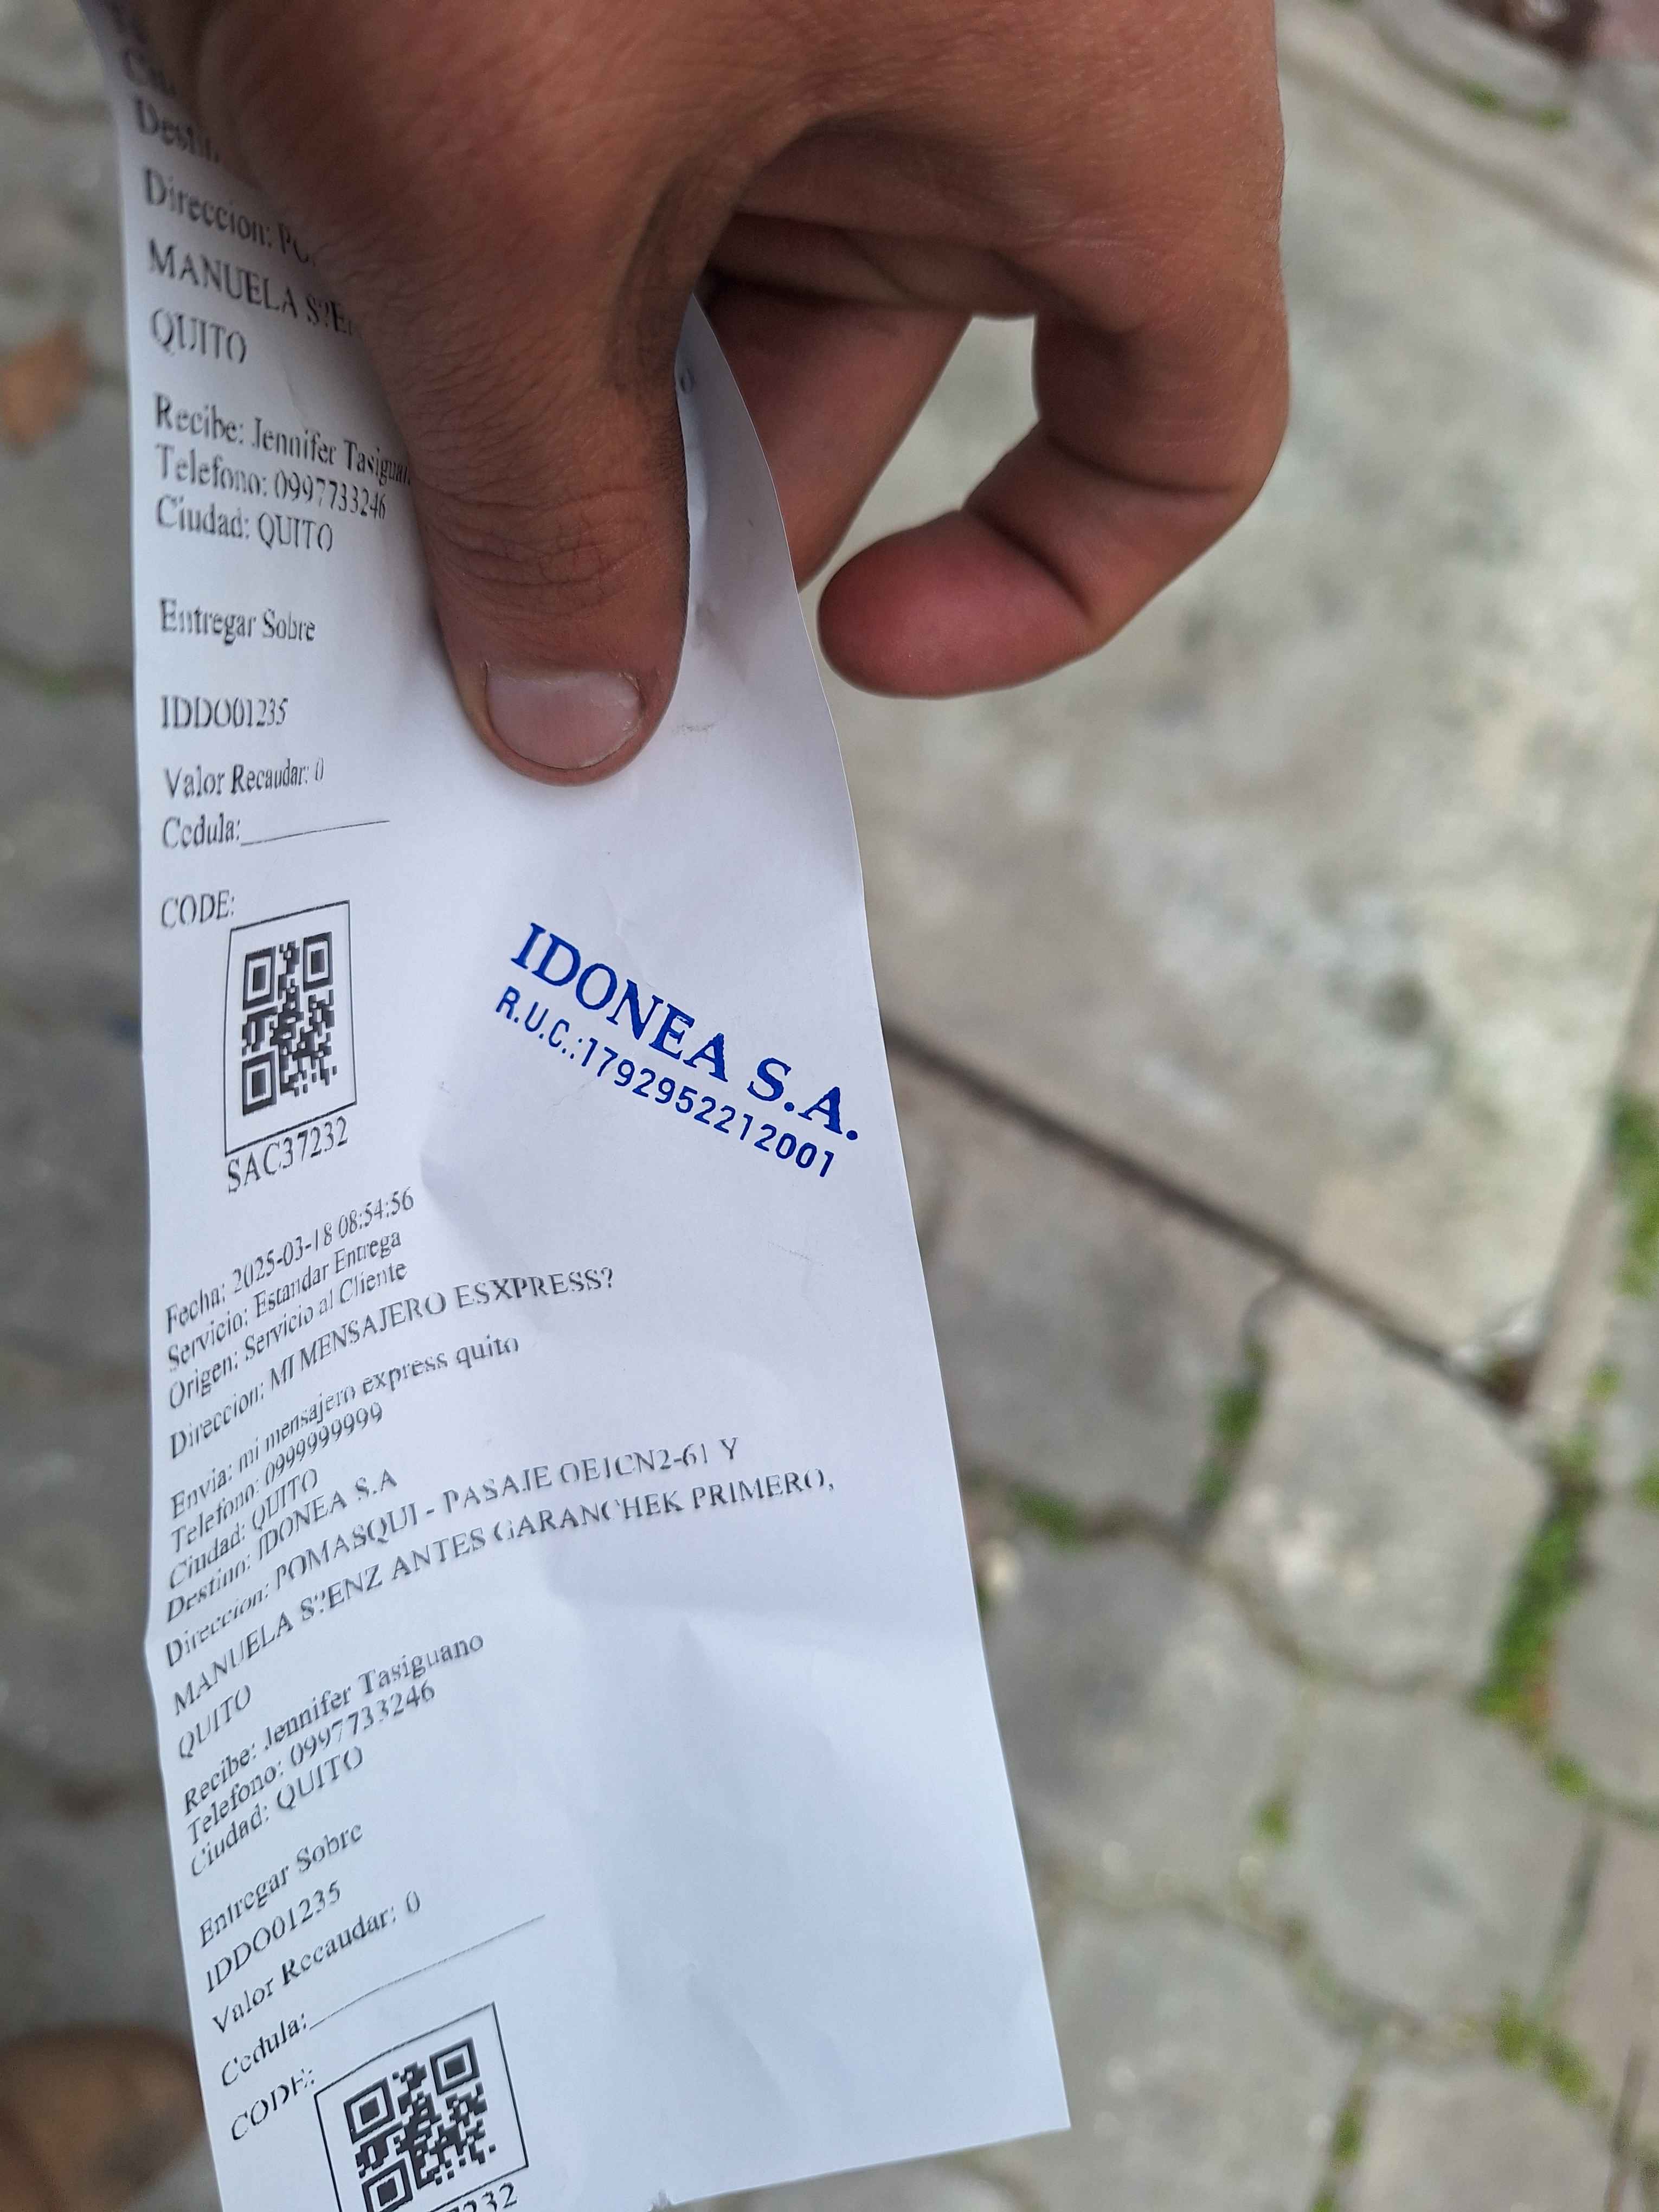 Direccion:
MANUELA
QUITO
Recibe: Jennifer
Telefono: 0997733246
Ciudad: QUITO
Entregar Sobre
IDDO01235
Valor Recaudar: 0
Cedula:
CODE:
SAC37232
IDONEA S.A.
R.U.C.:1792952212001
Fecha: 2025-03-18 08:54:56
Servicio: Estandar Entrega
Origen: Servicio al Cliente
Direccion: MI MENSAJERO ESXPRESS?
Envia: mi mensajero express quito
Telefono: 0999999999
Ciudad: QUITO
Destino: IDONEA S.A
Direccion: POMASQUI - PASAJE OE1CN2-61 Y
MANUELA S?ENZ ANTES GARANCHEK PRIMERO,
QUITO
Recibe: Jennifer Tasiguano
Telefono: 0997733246
Ciudad: QUITO
Entregar Sobre
IDDO01235
Valor Recaudar: 0
Cedula:
CODE: